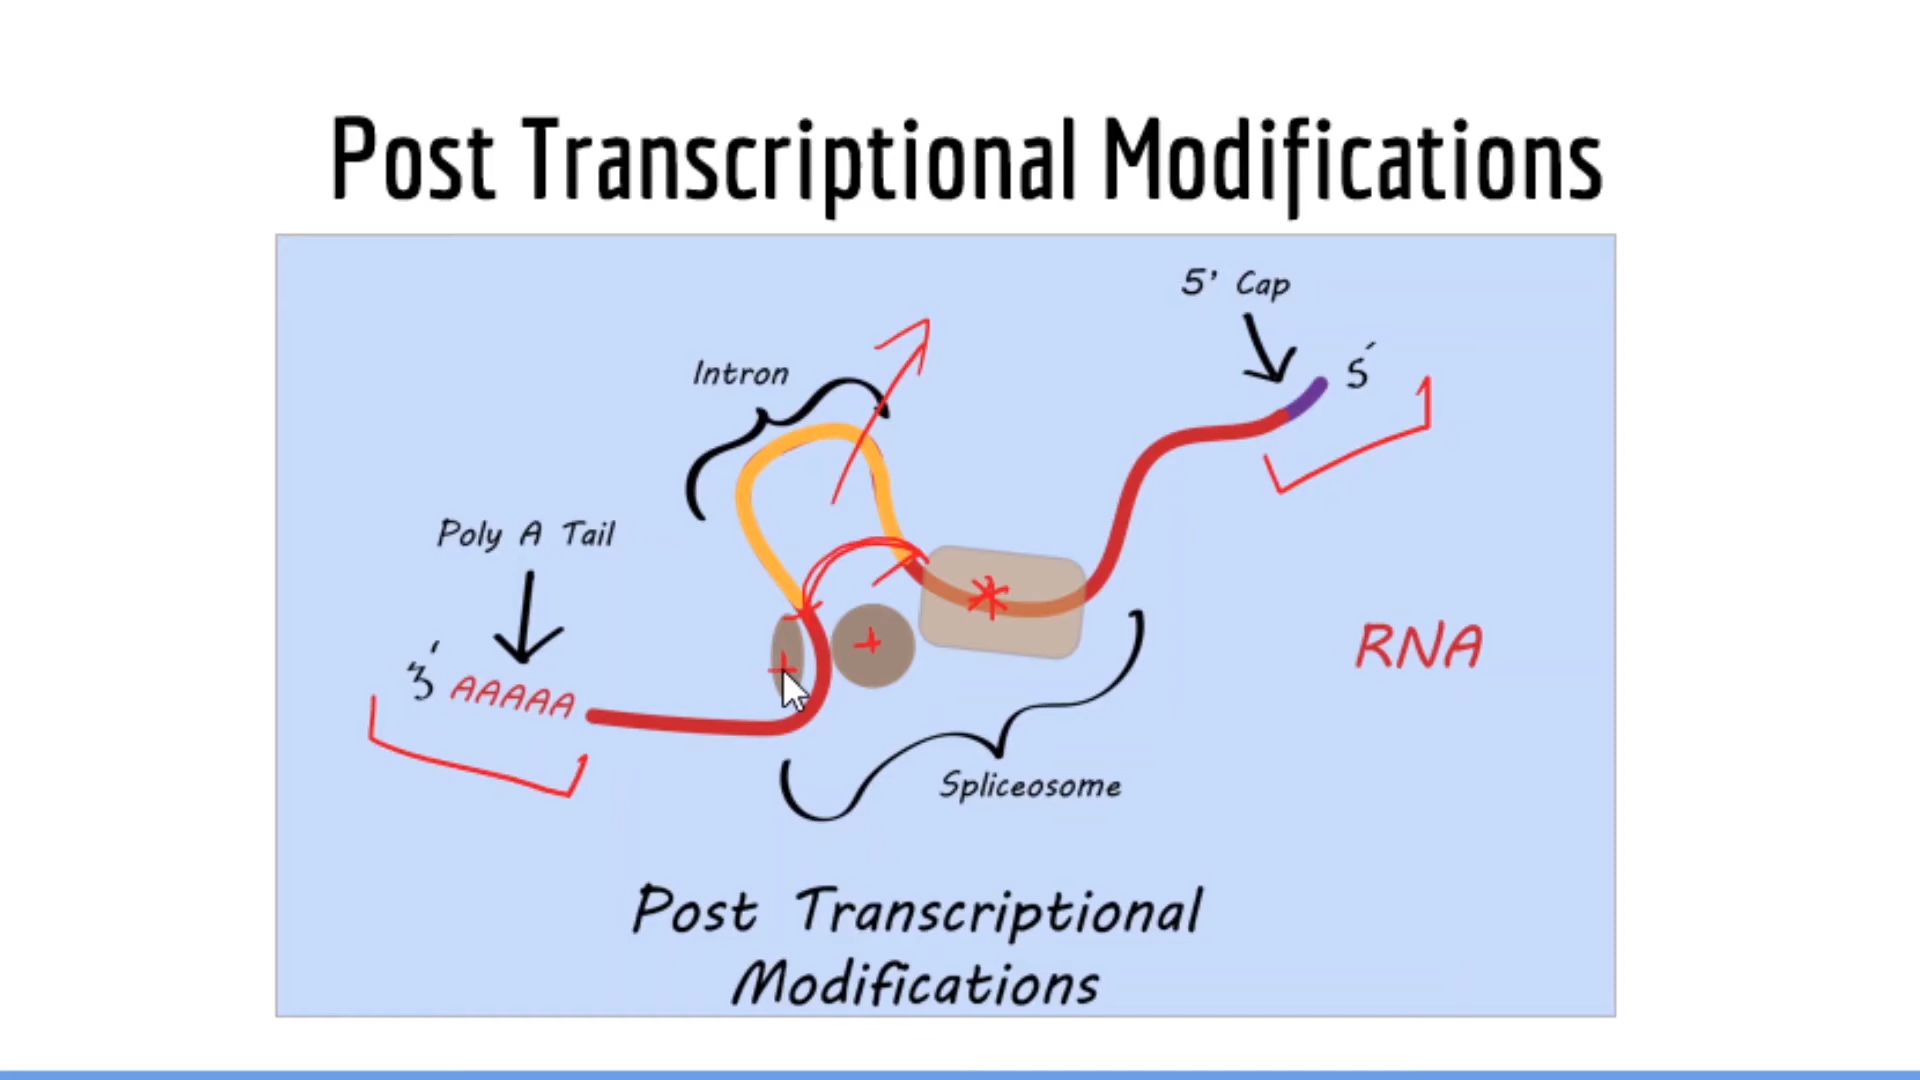 Post Transcriptional Modifications
5' Cap
5'
Intron
Poly A Tail
3'
AAAAA
RNA
Spliceosome
Post Transcriptional
Modifications